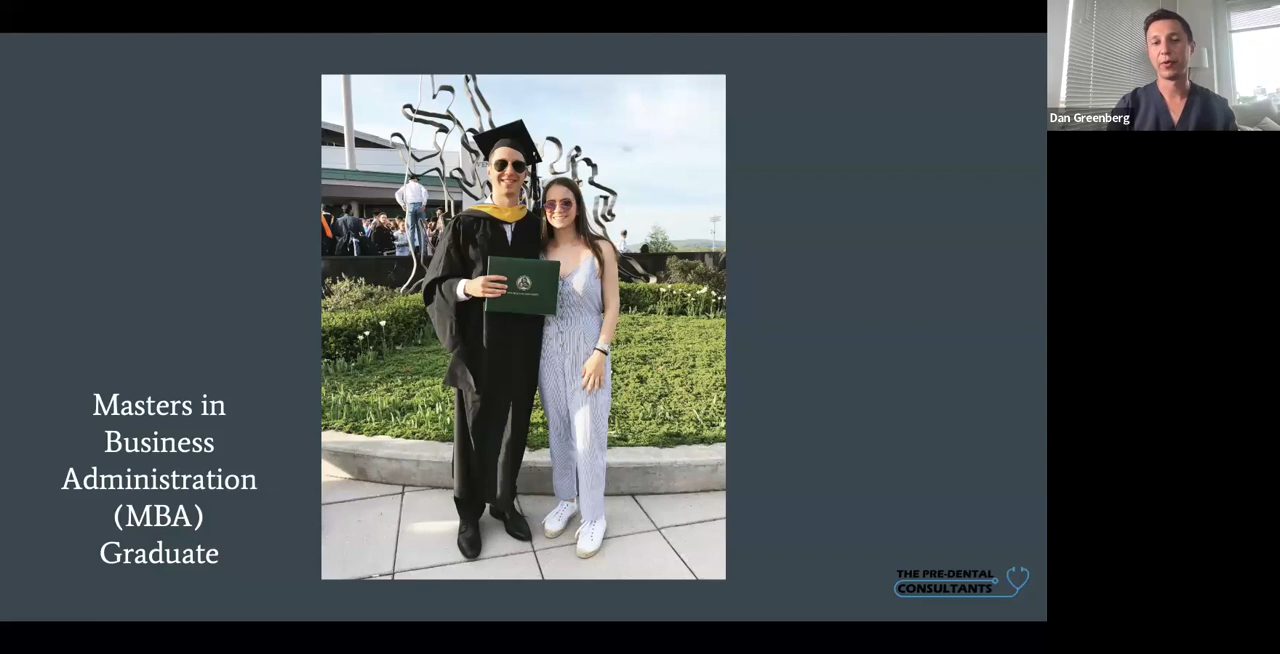 Dan Greenberg
Masters in
Business
Administration
(MBA)
Graduate
THE PRE-DENTAL
CONSULTANTS